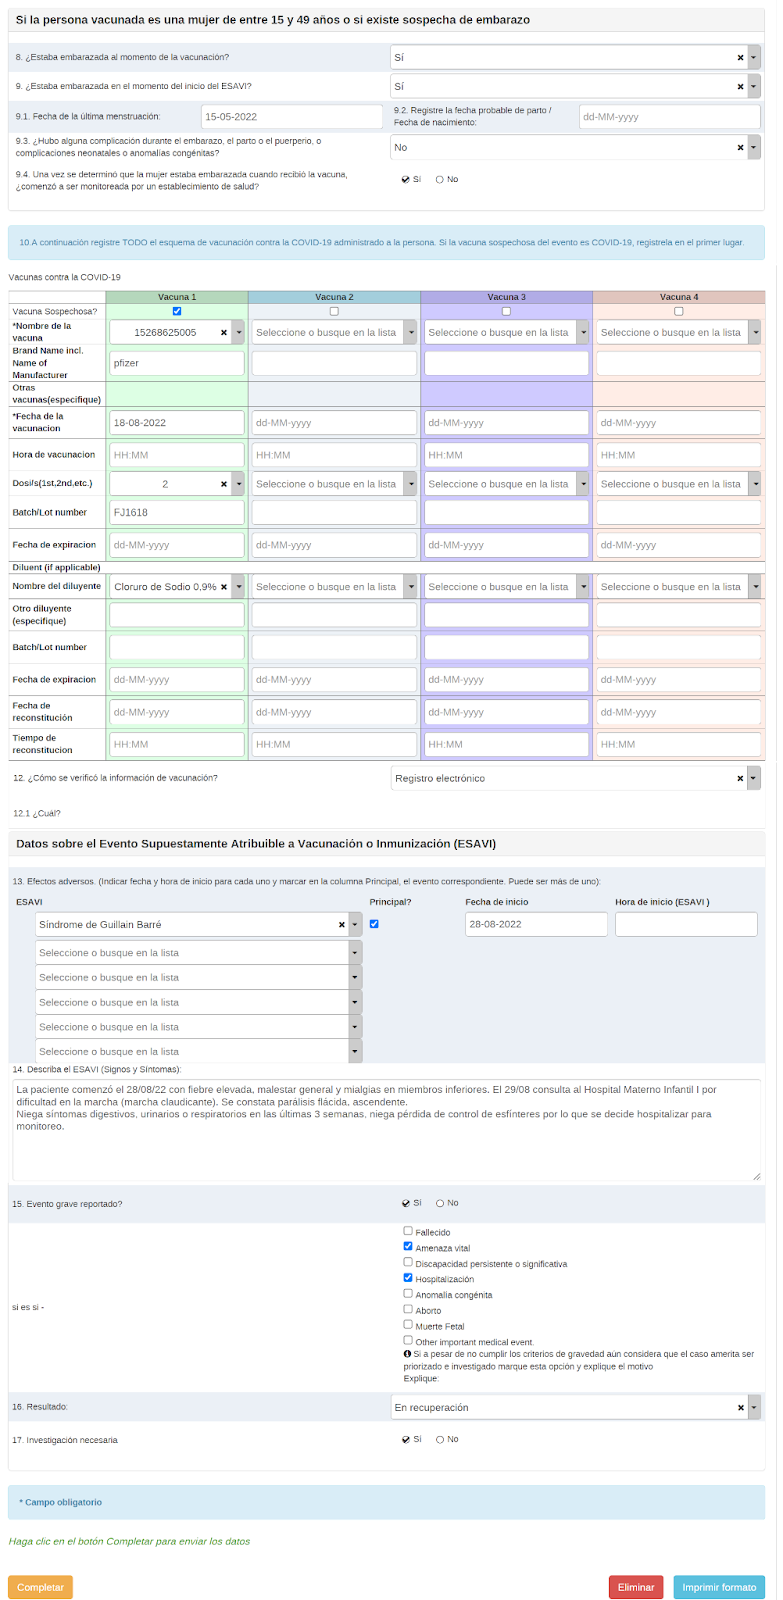 Si la persona vacunada es una mujer de entre 15 y 49 años o si existe sospecha de embarazo
8. ¿Estaba embarazada al momento de la vacunación?
Sí
9. ¿Estaba embarazada en el momento del inicio del ESAVI?
Sí
9.1. Fecha de la última menstruación:
15-05-2022
9.2. Registre la fecha probable de parto /
Fecha de nacimiento:
dd-MM-yyyy
9.3. ¿Hubo alguna complicación durante el embarazo, el parto o el puerperio, o
complicaciones neonatales o anomalías congénitas?
No
9.4. Una vez se determinó que la mujer estaba embarazada cuando recibió la vacuna,
¿comenzó a ser monitoreada por un establecimiento de salud?
Sí No
10.A continuación registre TODO el esquema de vacunación contra la COVID-19 administrado a la persona. Si la vacuna sospechosa del evento es COVID-19, registrela en el primer lugar.
Vacunas contra la COVID-19
Vacuna 1 Vacuna 2 Vacuna 3 Vacuna 4
Vacuna Sospechosa?
*Nombre de la
vacuna
15268625005 Seleccione o busque en la lista Seleccione o busque en la lista Seleccione o busque en la lista
Brand Name incl.
Name of
Manufacturer
pfizer
Otras
vacunas(especifique)
*Fecha de la
vacunacion
18-08-2022 dd-MM-yyyy dd-MM-yyyy dd-MM-yyyy
Hora de vacunacion HH:MM HH:MM HH:MM HH:MM
Dosi/s(1st,2nd,etc.) 2 Seleccione o busque en la lista Seleccione o busque en la lista Seleccione o busque en la lista
Batch/Lot number FJ1618
Fecha de expiracion dd-MM-yyyy dd-MM-yyyy dd-MM-yyyy dd-MM-yyyy
Diluent (if applicable)
Nombre del diluyente Cloruro de Sodio 0,9% Seleccione o busque en la lista Seleccione o busque en la lista Seleccione o busque en la lista
Otro diluyente
(especifique)
Batch/Lot number
Fecha de expiracion dd-MM-yyyy dd-MM-yyyy dd-MM-yyyy dd-MM-yyyy
Fecha de
reconstitución
dd-MM-yyyy dd-MM-yyyy dd-MM-yyyy dd-MM-yyyy
Tiempo de
reconstitucion
HH:MM HH:MM HH:MM HH:MM
12. ¿Cómo se verificó la información de vacunación?
Registro electrónico
12.1 ¿Cuál?
Datos sobre el Evento Supuestamente Atribuible a Vacunación o Inmunización (ESAVI)
13. Efectos adversos. (Indicar fecha y hora de inicio para cada uno y marcar en la columna Principal, el evento correspondiente. Puede ser más de uno):
ESAVI Principal? Fecha de inicio Hora de inicio (ESAVI )
Síndrome de Guillain Barré 28-08-2022
Seleccione o busque en la lista
Seleccione o busque en la lista
Seleccione o busque en la lista
Seleccione o busque en la lista
Seleccione o busque en la lista
14. Describa el ESAVI (Signos y Síntomas):
La paciente comenzó el 28/08/22 con fiebre elevada, malestar general y mialgias en miembros inferiores. El 29/08 consulta al Hospital Materno Infantil I por
dificultad en la marcha (marcha claudicante). Se constata parálisis flácida, ascendente.
Niega síntomas digestivos, urinarios o respiratorios en las últimas 3 semanas, niega pérdida de control de esfínteres por lo que se decide hospitalizar para
monitoreo.
15. Evento grave reportado?
Sí No
si es si -
Fallecido
Amenaza vital
Discapacidad persistente o significativa
Hospitalización
Anomalía congénita
Aborto
Muerte Fetal
Other important medical event.
Si a pesar de no cumplir los criterios de gravedad aún considera que el caso amerita ser
priorizado e investigado marque esta opción y explique el motivo
Explique:
16. Resultado:
En recuperación
17. Investigación necesaria
Sí No
* Campo obligatorio
Haga clic en el botón Completar para enviar los datos
Completar Eliminar Imprimir formato